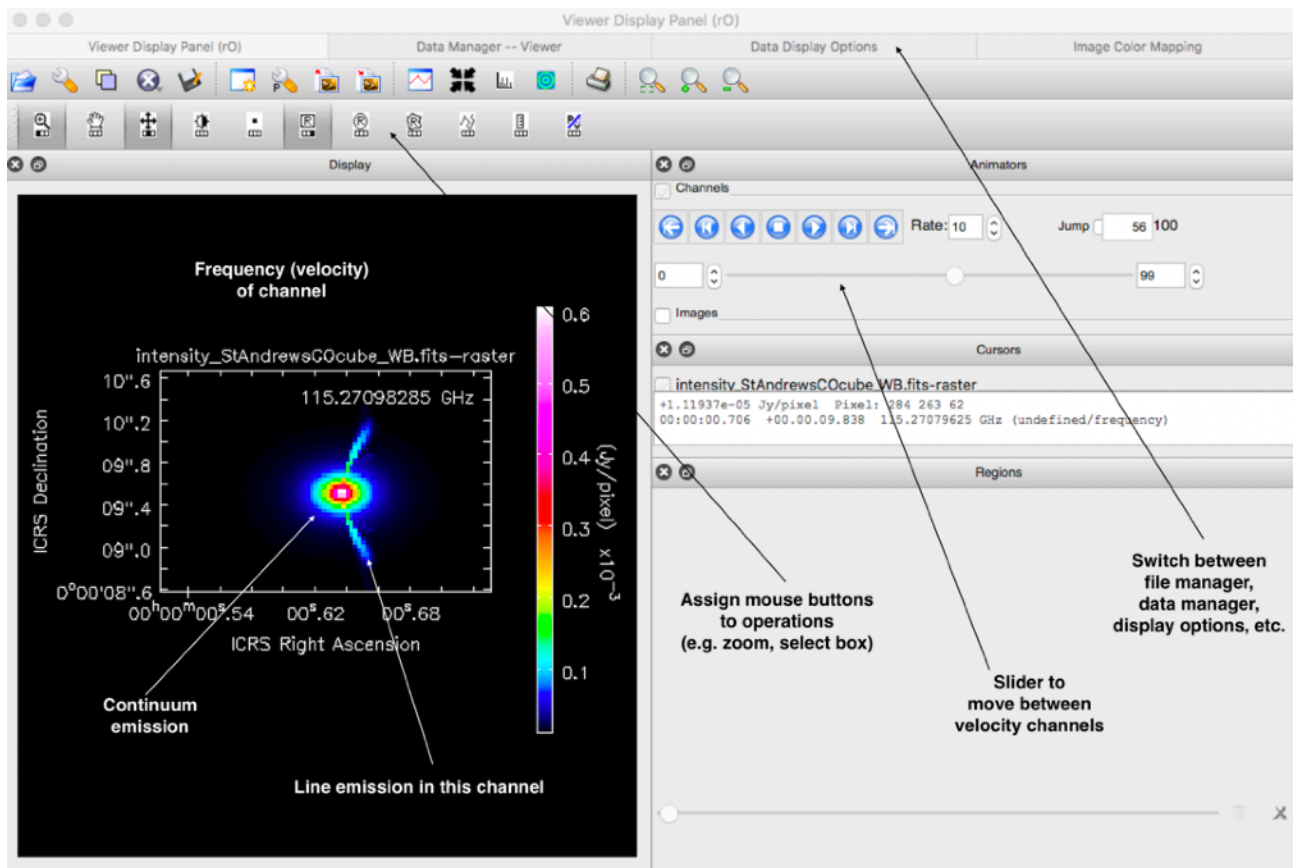 Viewer Display Panel (rO)
Viewer Display Panel (rO)
Data Manager -- Viewer
Data Display Options
Image Color Mapping
P
R
R
R
P/V
Display
Animators
Channels
Rate: 10
Jump 56 100
0
99
Images
Cursors
intensity_StAndrewsCOcube_WB.fits-raster
+1.11937e-05 Jy/pixel Pixel: 284 263 62
00:00:00.706 +00.00.09.838 115.27079625 GHz (undefined/frequency)
Regions
Frequency (velocity)
of channel
intensity_StAndrewsCOcube_WB.fits-raster
115.27098285 GHz
10".6
10".2
09".8
09".4
09".0
0°00'08".6
ICRS Declination
00ʰ00ᵐ00ˢ.54
00ˢ.62
00ˢ.68
ICRS Right Ascension
0.6
0.5
0.4
0.3
0.2
0.1
(Jy/pixel) x10⁻³
Continuum
emission
Line emission in this channel
Assign mouse buttons
to operations
(e.g. zoom, select box)
Slider to
move between
velocity channels
Switch between
file manager,
data manager,
display options, etc.